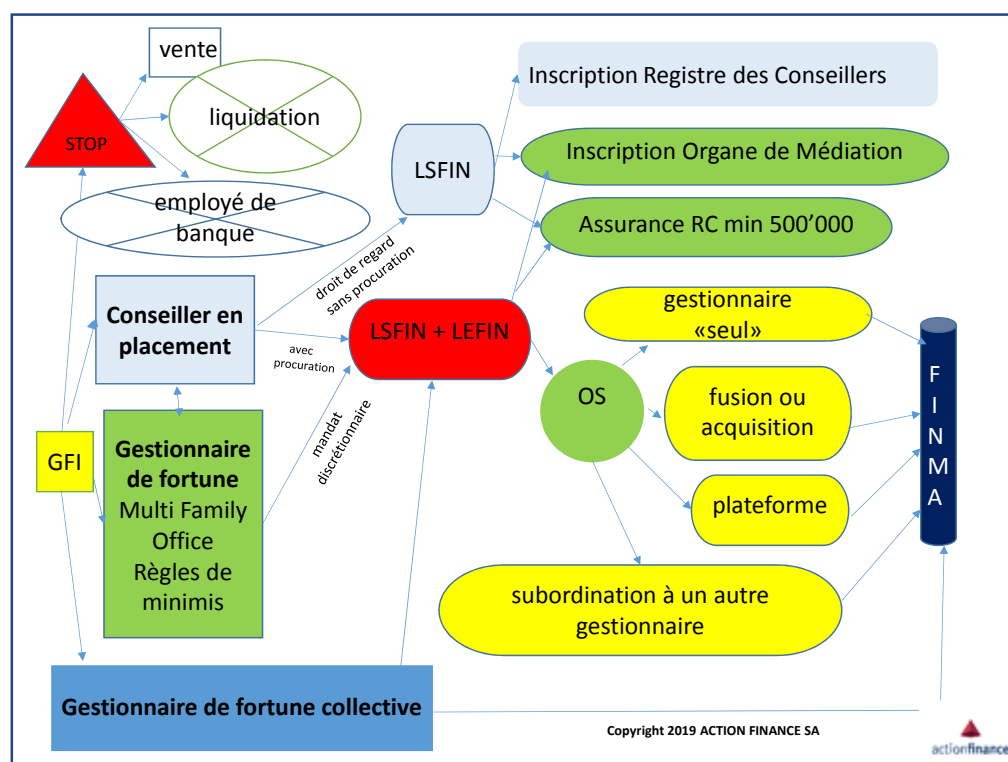 vente
STOP
liquidation
employé de
banque
Inscription Registre des Conseillers
LSFIN
Inscription Organe de Médiation
Assurance RC min 500’000
droit de regard
sans procuration
Conseiller en
placement
avec
procuration
LSFIN + LEFIN
mandat
discrétionnaire
GFI
Gestionnaire
de fortune
Multi Family
Office
Règles de
minimis
OS
gestionnaire
«seul»
fusion ou
acquisition
plateforme
subordination à un autre
gestionnaire
F
I
N
M
A
Gestionnaire de fortune collective
Copyright 2019 ACTION FINANCE SA
actionfinance